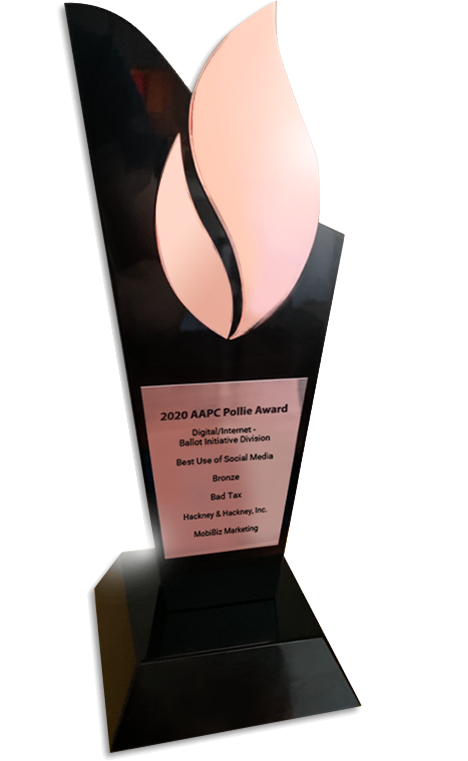 2020 AAPC Pollie Award
Digital/Internet -
Ballot Initiative Division
Best Use of Social Media
Bronze
Bad Tax
Hackney & Hackney, Inc.
MobiBiz Marketing